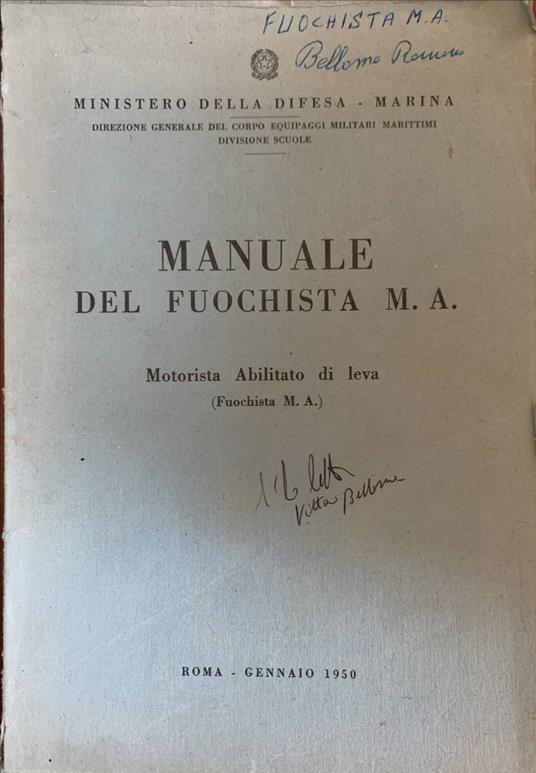 FUOCHISTA M.A.
Bellomo Romano
MINISTERO DELLA DIFESA - MARINA
DIREZIONE GENERALE DEL CORPO EQUIPAGGI MILITARI MARITTIMI
DIVISIONE SCUOLE
MANUALE
DEL FUOCHISTA M. A.
Motorista Abilitato di leva
(Fuochista M. A.)
ROMA - GENNAIO 1950